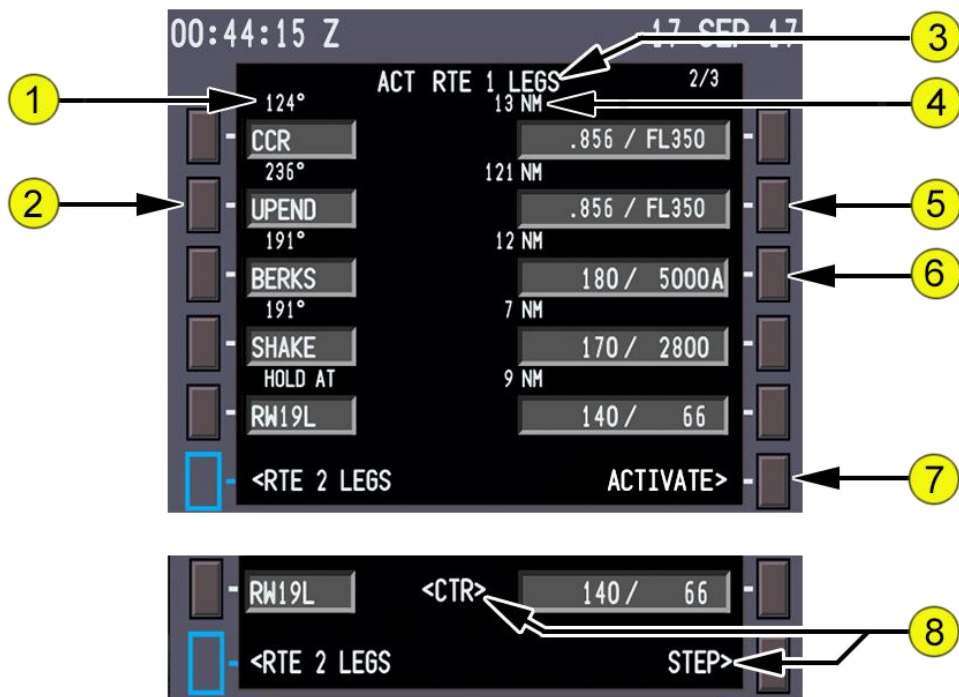 00:44:15 Z 17 SEP 17
ACT RTE 1 LEGS 2/3
124° 13 NM
CCR .856 / FL350
236° 121 NM
UPEND .856 / FL350
191° 12 NM
BERKS 180/ 5000A
191° 7 NM
SHAKE 170/ 2800
HOLD AT 9 NM
RW19L 140/ 66
<RTE 2 LEGS ACTIVATE>
RW19L <CTR> 140/ 66
<RTE 2 LEGS STEP>
1
2
3
4
5
6
7
8